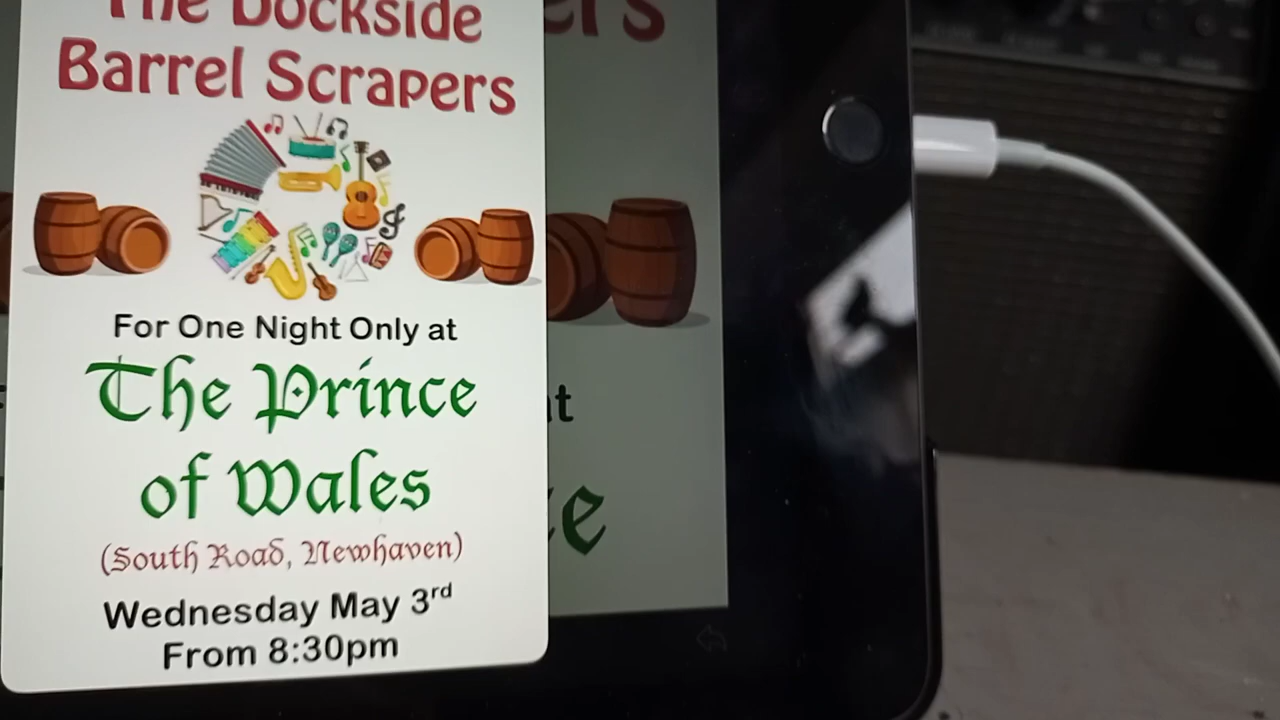 The Dockside
Barrel Scrapers
For One Night Only at
The Prince
of Wales
(South Road, Newhaven)
Wednesday May 3rd
From 8:30pm